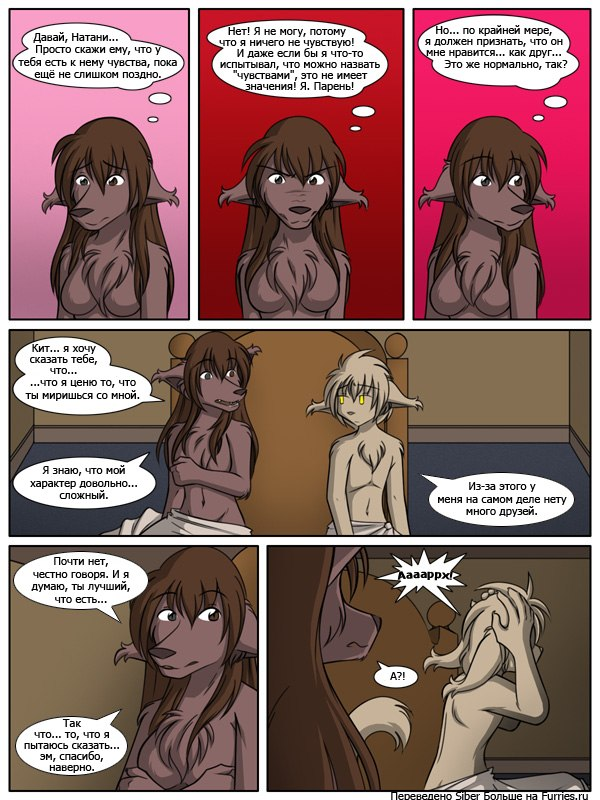 Давай, Натани...
Просто скажи ему, что у
тебя есть к нему чувства, пока
ещё не слишком поздно.
Нет! Я не могу, потому
что я ничего не чувствую!
И даже если бы я что-то
испытывал, что можно назвать
"чувствами", это не имеет
значения! Я. Парень!
Но... по крайней мере,
я должен признать, что он
мне нравится... как друг...
Это же нормально, так?
Кит... я хочу
сказать тебе,
что...
...что я ценю то, что
ты миришься со мной.
Я знаю, что мой
характер довольно...
сложный.
Из-за этого у
меня на самом деле нету
много друзей.
Почти нет,
честно говоря. И я
думаю, ты лучший,
что есть...
Так
что... то, что я
пытаюсь сказать...
эм, спасибо,
наверно.
Ааааррх!
А?!
Переведено Siber Больше на Furries.ru